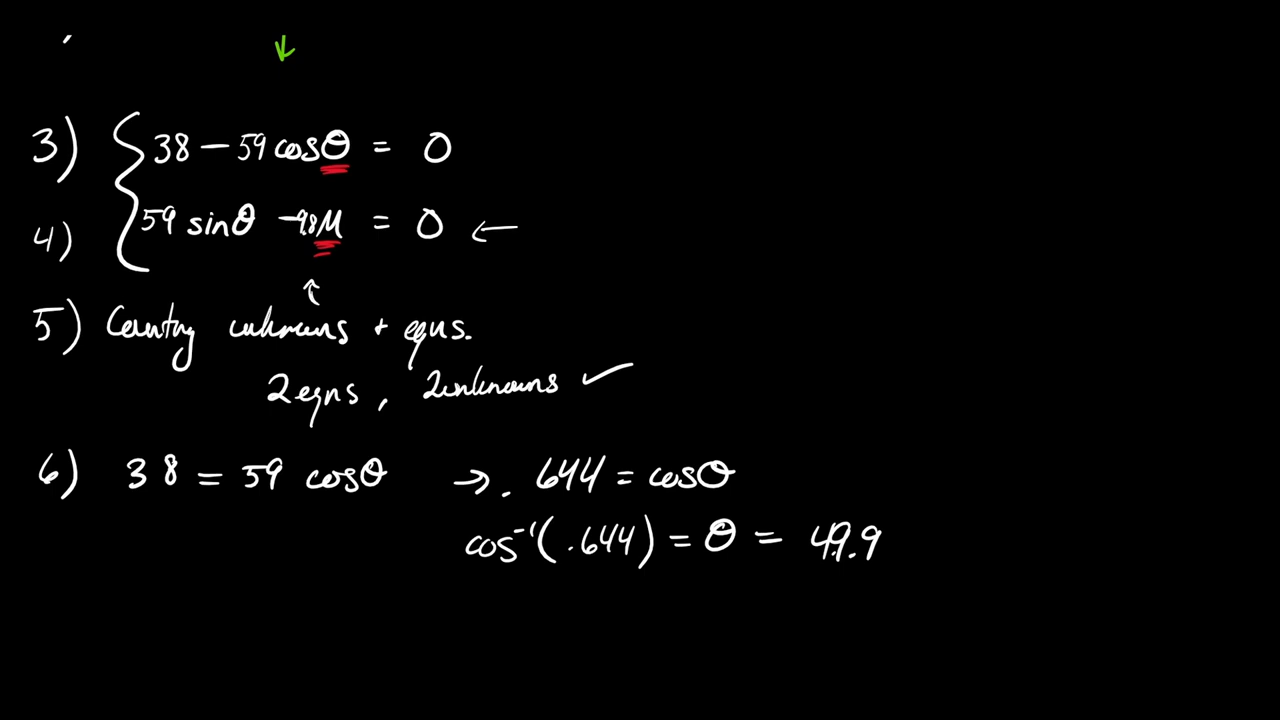 3) 38 - 59 cosθ = 0
4) 59 sinθ - 9.8M = 0 ←
5) Counting unknowns + eqns.
2 eqns, 2 unknowns ✓
6) 38 = 59 cosθ → .644 = cosθ
cos⁻¹(.644) = θ = 49.9